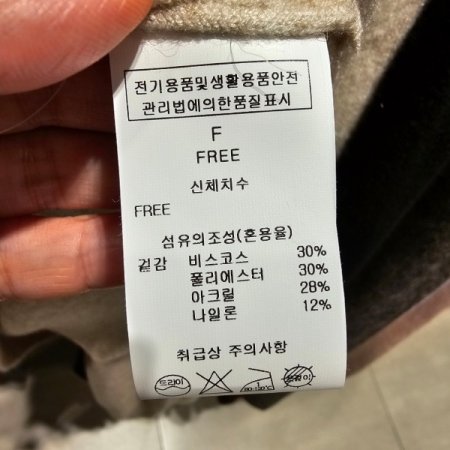 전기용품및생활용품안전
관리법에의한품질표시
F
FREE
신체치수
FREE
섬유의조성(혼용율)
겉감 비스코스 30%
폴리에스터 30%
아크릴 28%
나일론 12%
취급상 주의사항
드라이